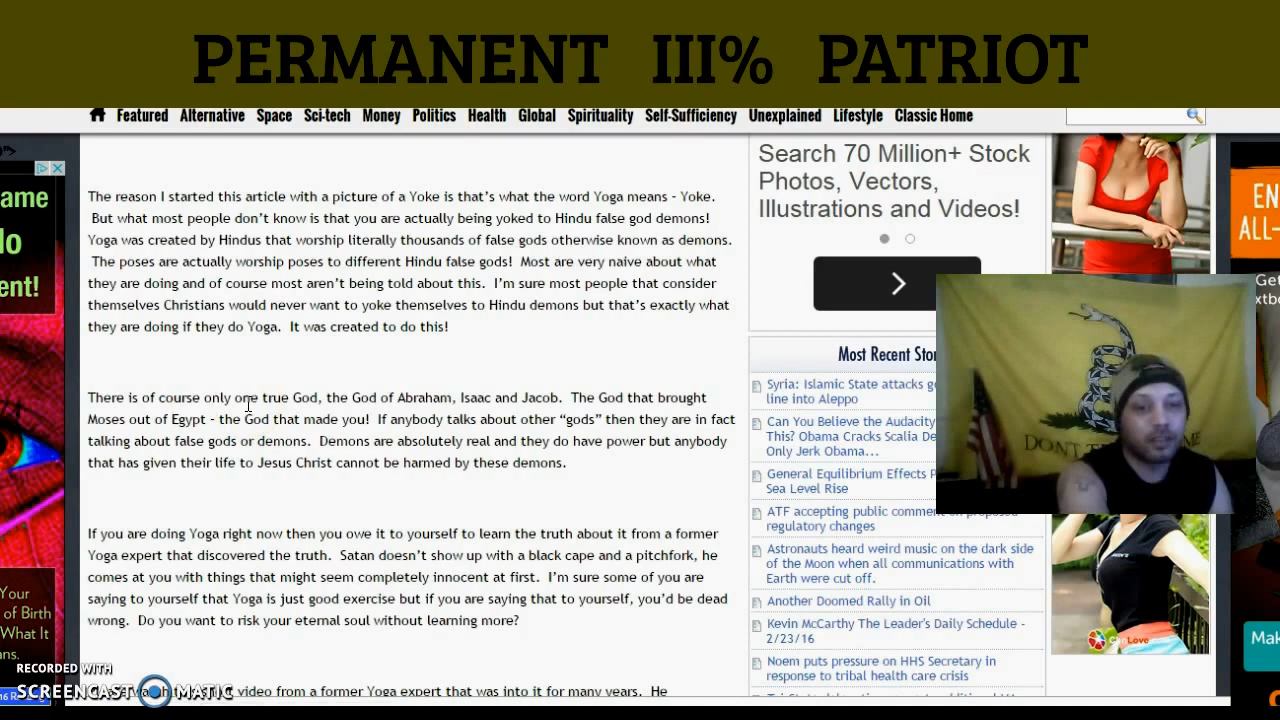 PERMANENT III% PATRIOT
Featured Alternative Space Sci-tech Money Politics Health Global Spirituality Self-Sufficiency Unexplained Lifestyle Classic Home
The reason I started this article with a picture of a Yoke is that's what the word Yoga means - Yoke.
But what most people don't know is that you are actually being yoked to Hindu false god demons!
Yoga was created by Hindus that worship literally thousands of false gods otherwise known as demons.
The poses are actually worship poses to different Hindu false gods!  Most are very naive about what
they are doing and of course most aren't being told about this.  I'm sure most people that consider
themselves Christians would never want to yoke themselves to Hindu demons but that's exactly what
they are doing if they do Yoga.  It was created to do this!
There is of course only one true God, the God of Abraham, Isaac and Jacob.  The God that brought
Moses out of Egypt - the God that made you!  If anybody talks about other "gods" then they are in fact
talking about false gods or demons.  Demons are absolutely real and they do have power but anybody
that has given their life to Jesus Christ cannot be harmed by these demons.
If you are doing Yoga right now then you owe it to yourself to learn the truth about it from a former
Yoga expert that discovered the truth.  Satan doesn't show up with a black cape and a pitchfork, he
comes at you with things that might seem completely innocent at first.  I'm sure some of you are
saying to yourself that Yoga is just good exercise but if you are saying that to yourself, you'd be dead
wrong.  Do you want to risk your eternal soul without learning more?
video from a former Yoga expert that was into it for many years.  He
Search 70 Million+ Stock
Photos, Vectors,
Illustrations and Videos!
Most Recent Stor
Syria: Islamic State attacks go
line into Aleppo
Can You Believe the Audacity
This? Obama Cracks Scalia De
Only Jerk Obama...
General Equilibrium Effects
Sea Level Rise
ATF accepting public comment on proposed
regulatory changes
Astronauts heard weird music on the dark side
of the Moon when all communications with
Earth were cut off.
Another Doomed Rally in Oil
Kevin McCarthy The Leader's Daily Schedule -
2/23/16
Noem puts pressure on HHS Secretary in
response to tribal health care crisis
ame
do
ent!
Your
of Birth
What It
ans.
EN
ALL-
Get
xtbo
DON'T ME
Love
Mak
RECORDED WITH
SCREENCAST MATIC